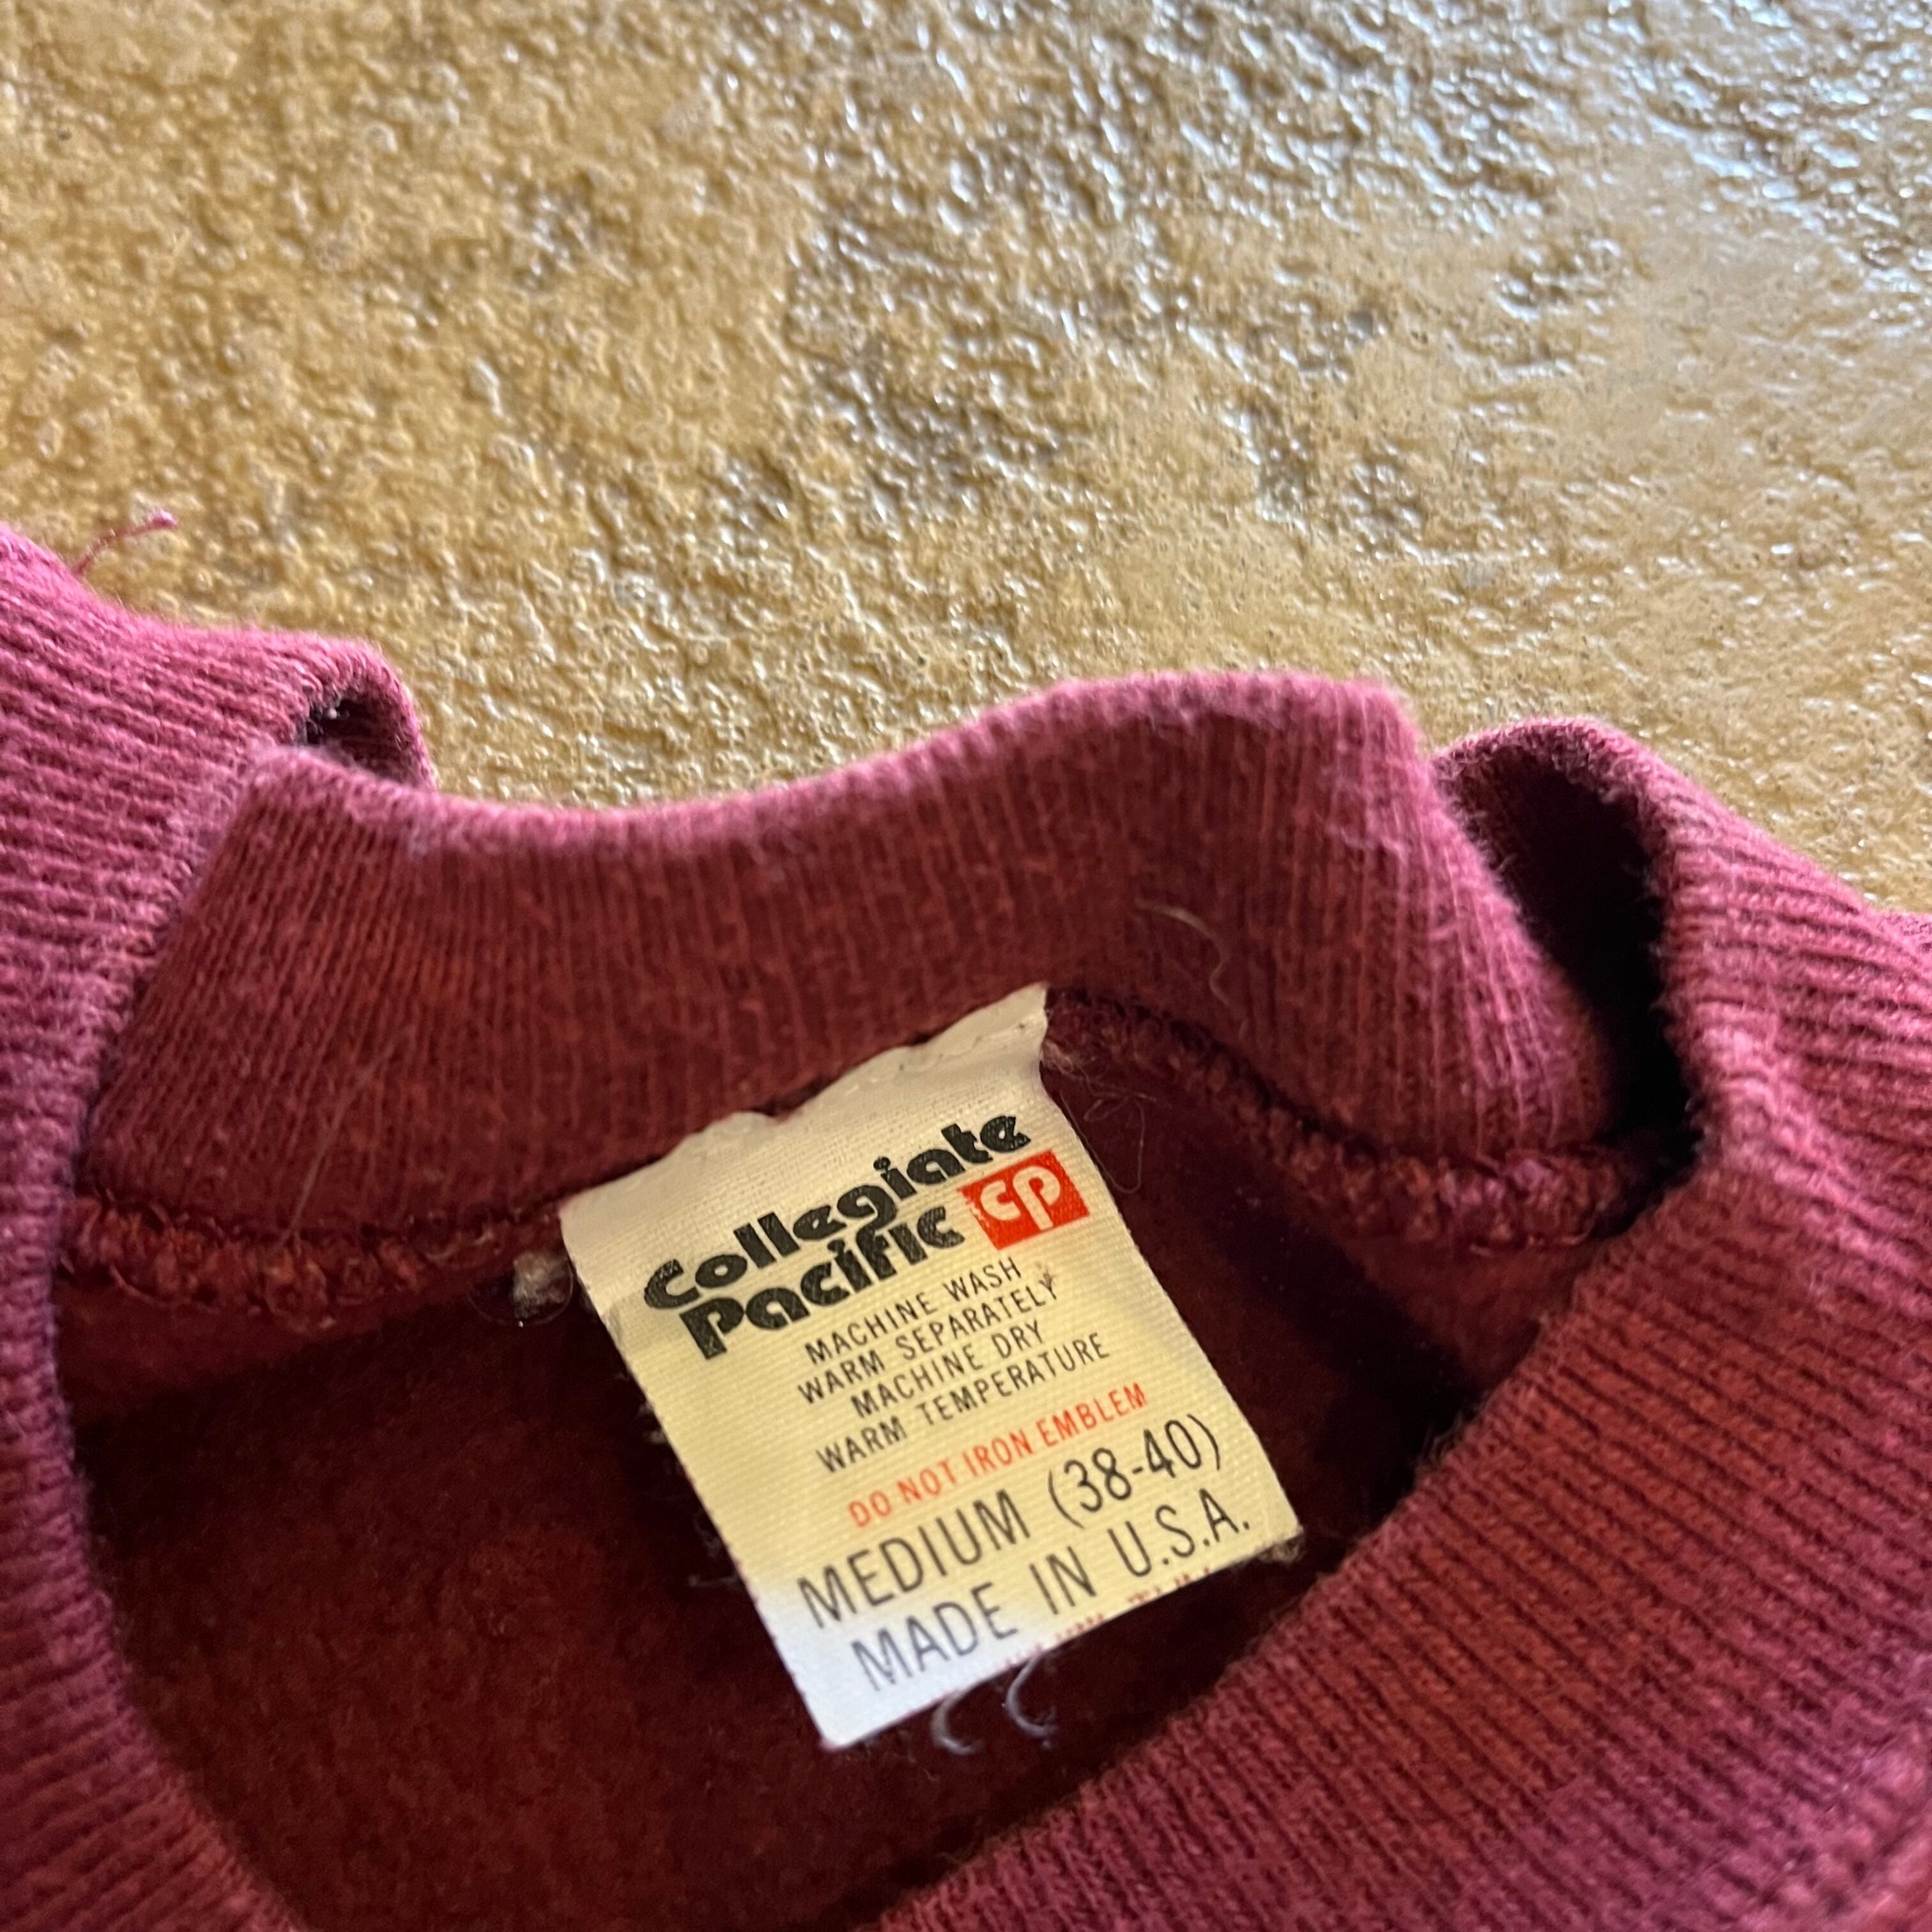 Collegiate
Pacific CP
MACHINE WASH
WARM SEPARATELY
MACHINE DRY
WARM TEMPERATURE
DO NOT IRON EMBLEM
MEDIUM (38-40)
MADE IN U.S.A.